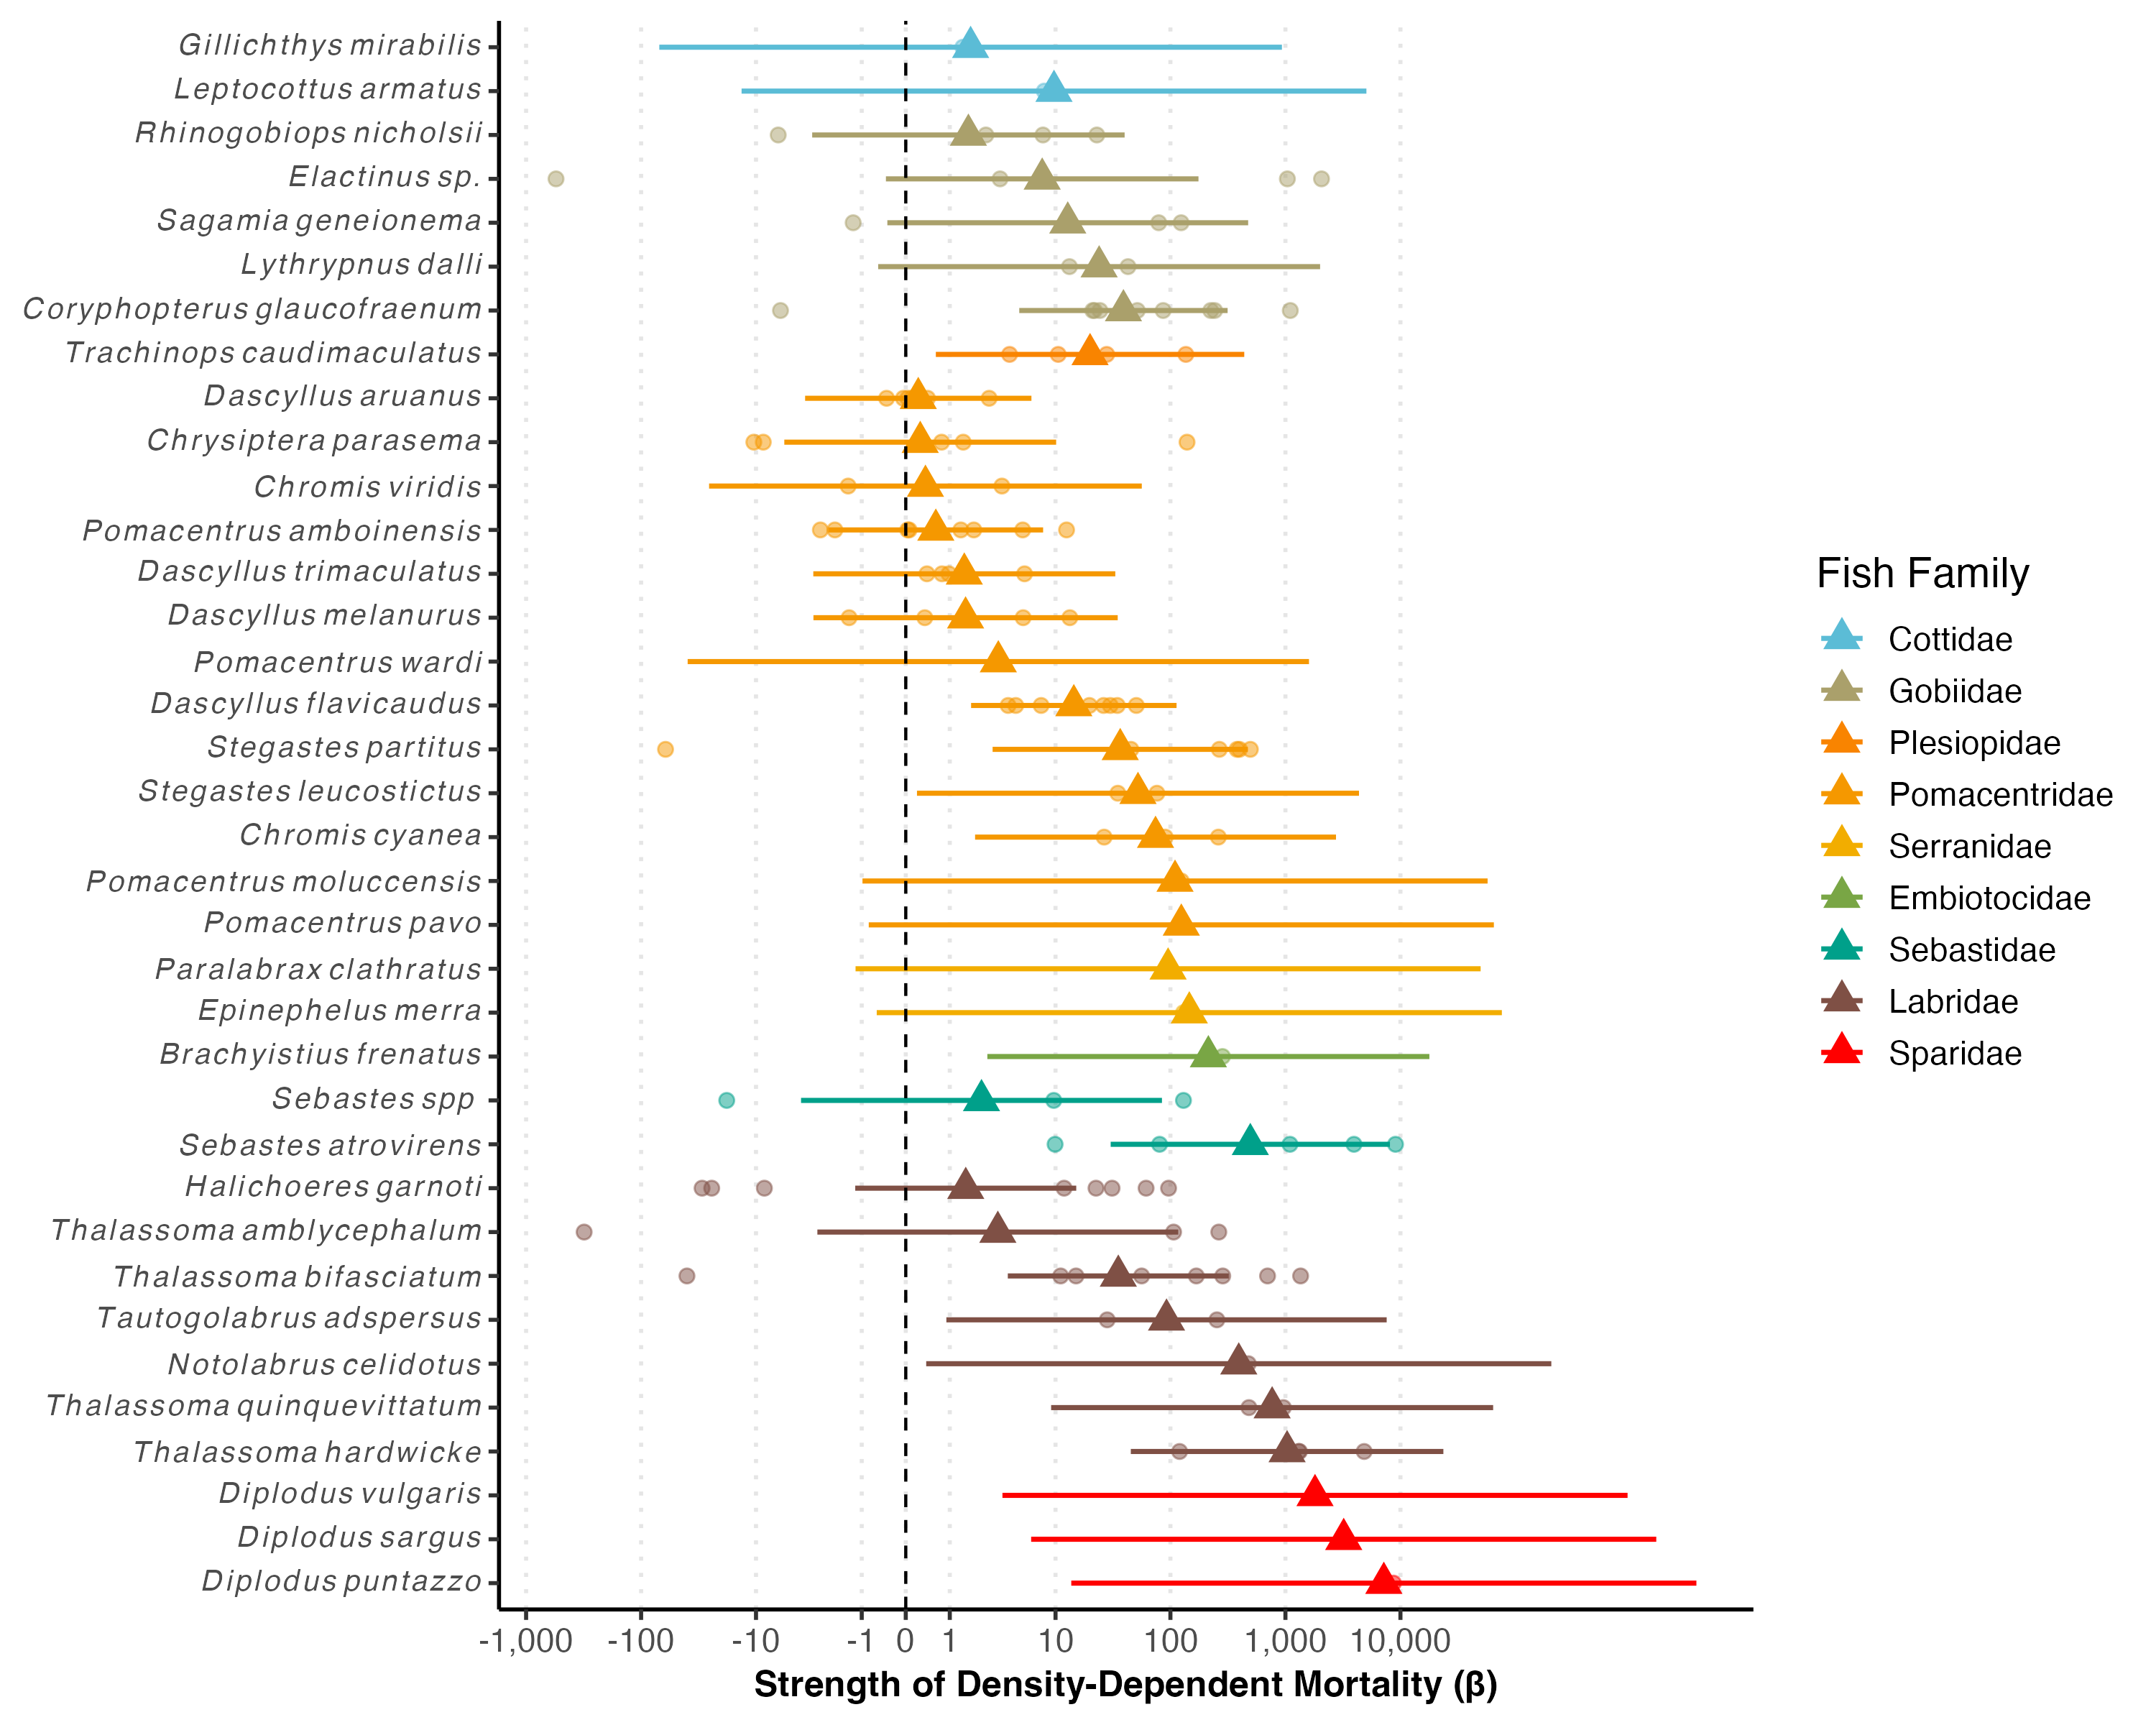 Gillichthys mirabilis
Leptocottus armatus
Rhinogobiops nicholsii
Elactinus sp.
Sagamia geneionema
Lythrypnus dalli
Coryphopterus glaucofraenum
Trachinops caudimaculatus
Dascyllus aruanus
Chrysiptera parasema
Chromis viridis
Pomacentrus amboinensis
Dascyllus trimaculatus
Dascyllus melanurus
Pomacentrus wardi
Dascyllus flavicaudus
Stegastes partitus
Stegastes leucostictus
Chromis cyanea
Pomacentrus moluccensis
Pomacentrus pavo
Paralabrax clathratus
Epinephelus merra
Brachyistius frenatus
Sebastes spp
Sebastes atrovirens
Halichoeres garnoti
Thalassoma amblycephalum
Thalassoma bifasciatum
Tautogolabrus adspersus
Notolabrus celidotus
Thalassoma quinquevittatum
Thalassoma hardwicke
Diplodus vulgaris
Diplodus sargus
Diplodus puntazzo
-1,000 -100 -10 -1 0 1 10 100 1,000 10,000
Strength of Density-Dependent Mortality (β)
Fish Family
Cottidae
Gobiidae
Plesiopidae
Pomacentridae
Serranidae
Embiotocidae
Sebastidae
Labridae
Sparidae